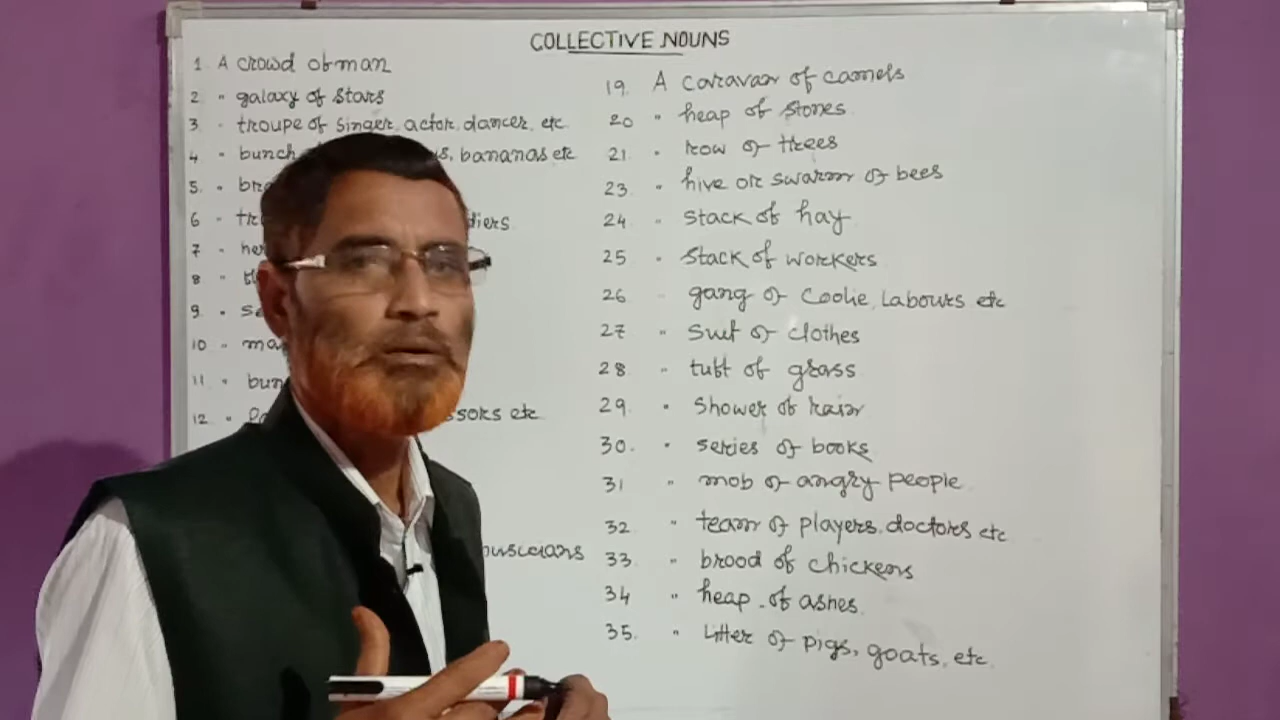 COLLECTIVE NOUNS
1 A crowd of man
2 " galaxy of stars
3 " troupe of singer, actor, dancer, etc
4 " bunch bananas etc
5 "
6 "
7 "
8 "
9 "
10 "
11 "
12 " etc
musicians
19. A caravan of camels
20 " heap of stones
21 " row of trees
23 " hive or swarm of bees
24 " stack of hay
25 " stack of workers
26 " gang of coolie, labours etc
27 " suit of clothes
28 " tuft of grass
29 " shower of rain
30. " series of books
31 " mob of angry people
32 " team of players, doctors etc
33 " brood of chickens
34 " heap of ashes
35. " Litter of pigs, goats, etc.